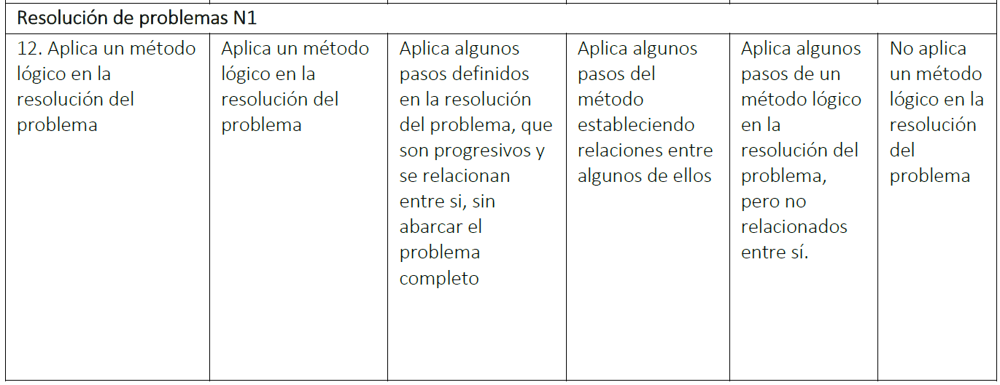 Resolución de problemas N1
12. Aplica un método
lógico en la
resolución del
problema
Aplica un método
lógico en la
resolución del
problema
Aplica algunos
pasos definidos
en la resolución
del problema, que
son progresivos y
se relacionan
entre si, sin
abarcar el
problema
completo
Aplica algunos
pasos del
método
estableciendo
relaciones entre
algunos de ellos
Aplica algunos
pasos de un
método lógico
en la
resolución del
problema,
pero no
relacionados
entre sí.
No aplica
un método
lógico en la
resolución
del
problema